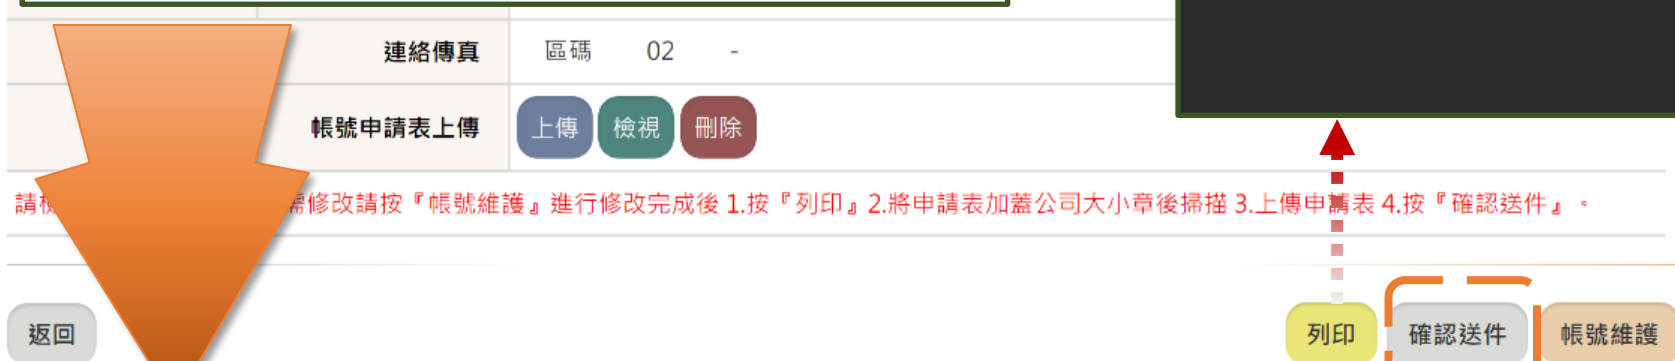 連絡傳真 區碼 02 -
帳號申請表上傳 上傳 檢視 刪除
請 需修改請按『帳號維護』進行修改完成後 1.按『列印』2.將申請表加蓋公司大小章後掃描 3.上傳申請表 4.按『確認送件』。
返回 列印 確認送件 帳號維護